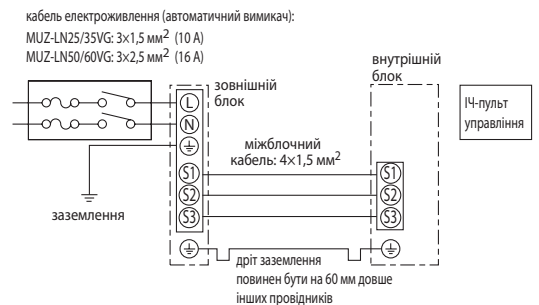 кабель електроживлення (автоматичний вимикач):
MUZ-LN25/35VG: 3×1,5 мм² (10 А)
MUZ-LN50/60VG: 3×2,5 мм² (16 А)
зовнішній
блок
внутрішній
блок
ІЧ-пульт
управління
L
N
міжблочний
кабель: 4×1,5 мм²
S1
S2
S3
S1
S2
S3
заземлення
дріт заземлення
повинен бути на 60 мм довше
інших провідників